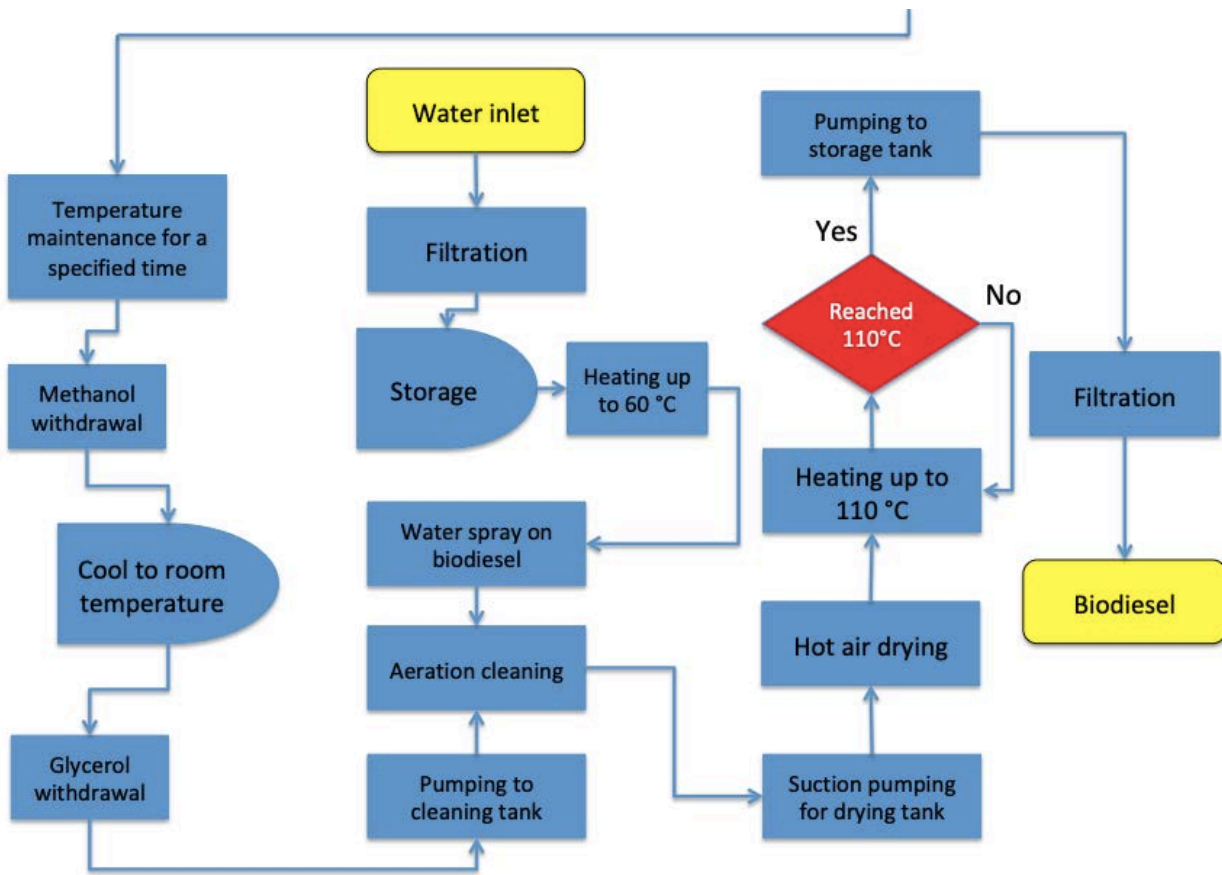 Temperature
maintenance for a
specified time
Methanol
withdrawal
Cool to room
temperature
Glycerol
withdrawal
Water inlet
Filtration
Storage
Heating up
to 60 °C
Water spray on
biodiesel
Aeration cleaning
Pumping to
cleaning tank
Pumping to
storage tank
Yes
Reached
110°C
No
Heating up to
110 °C
Hot air drying
Suction pumping
for drying tank
Filtration
Biodiesel